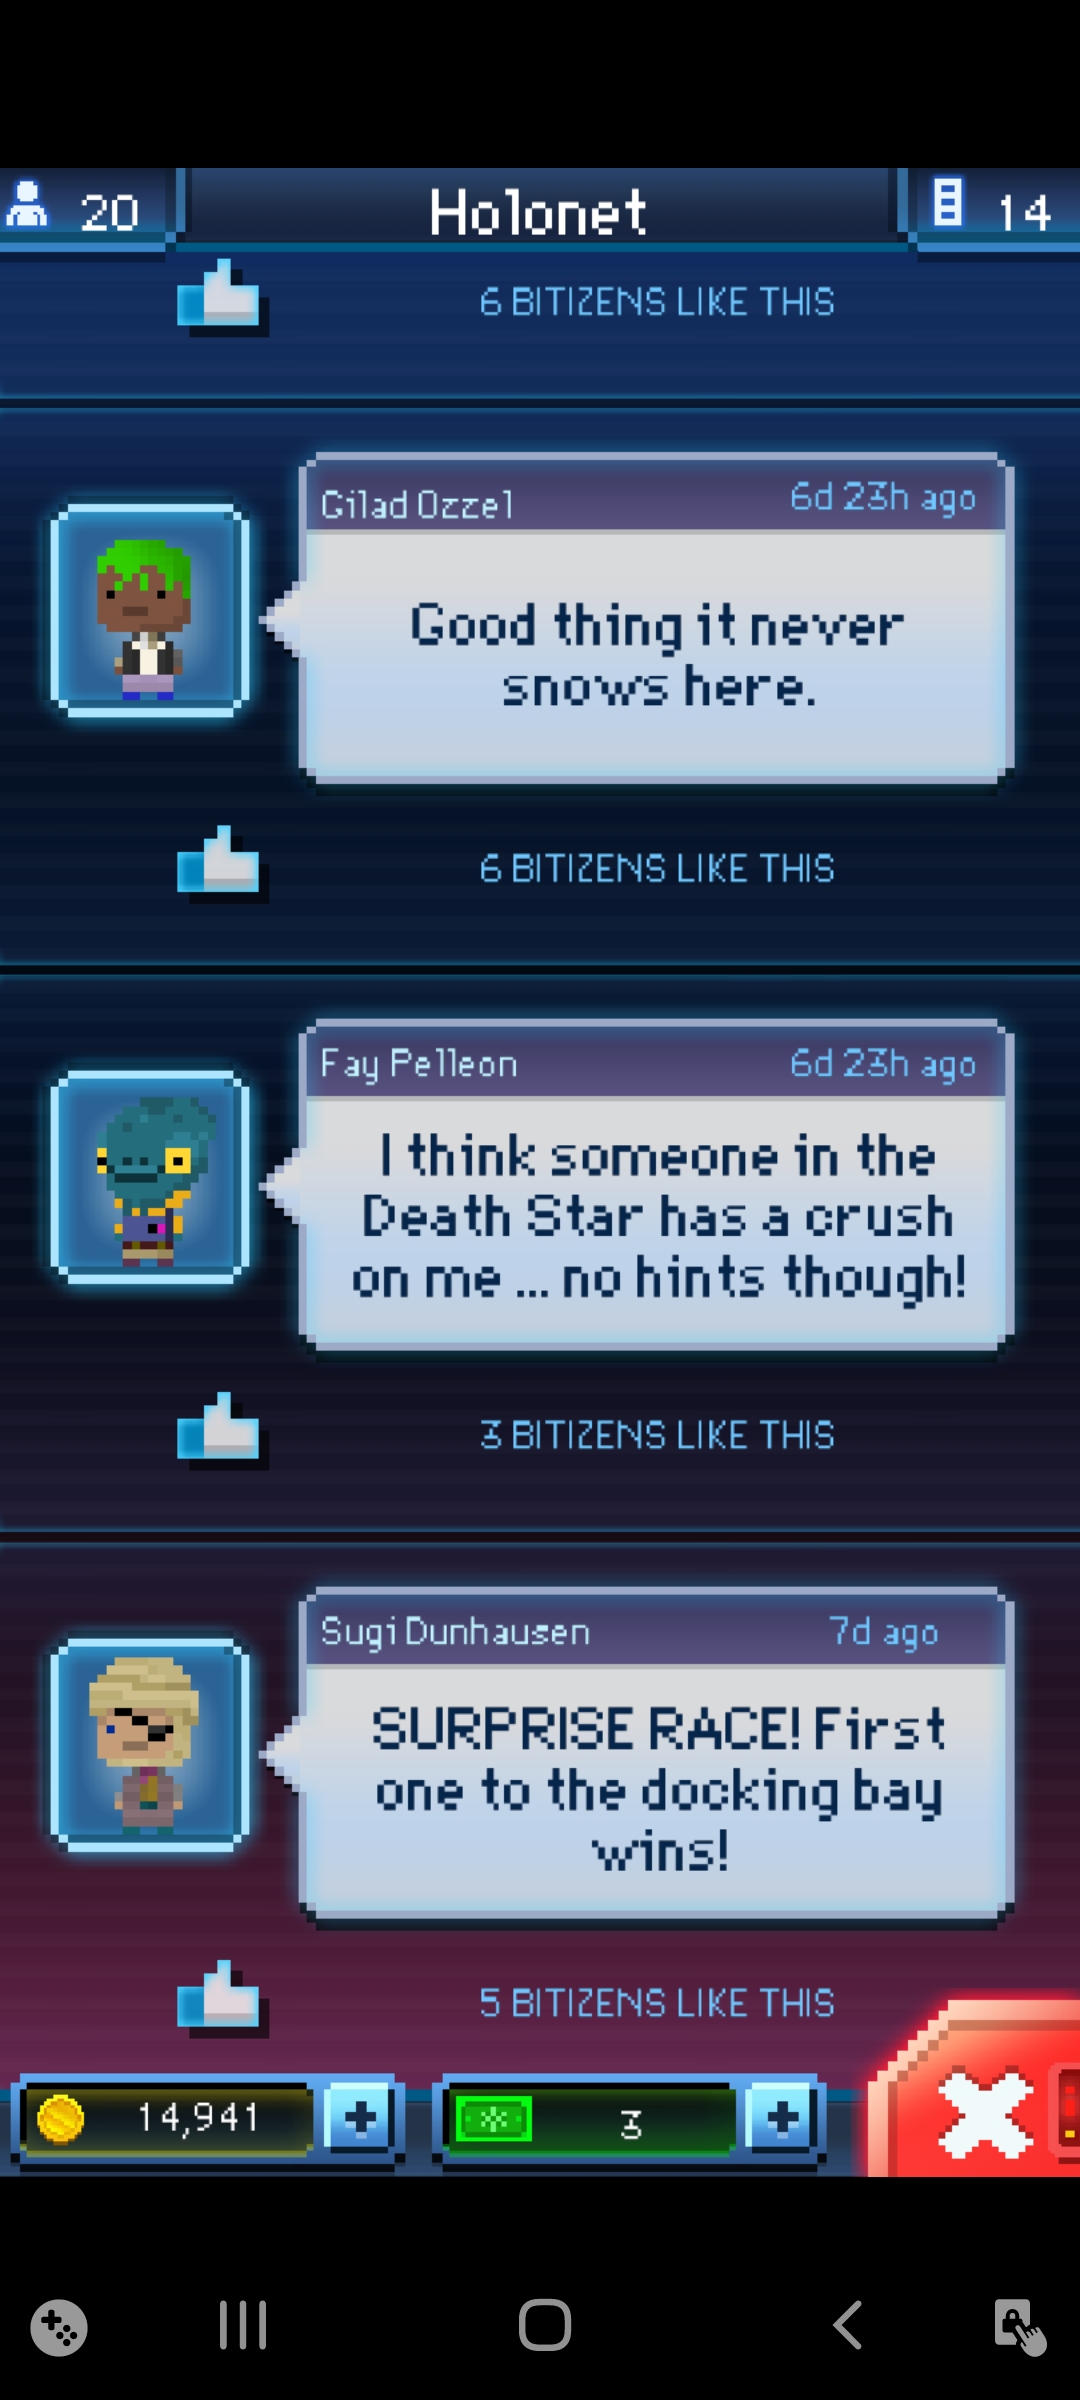 20
Holonet
14
6 BITIZENS LIKE THIS
Gilad Ozzel
6d 23h ago
Good thing it never
snows here.
6 BITIZENS LIKE THIS
Fay Pelleon
6d 23h ago
I think someone in the
Death Star has a crush
on me ... no hints though!
3 BITIZENS LIKE THIS
Sugi Dunhausen
7d ago
SURPRISE RACE! First
one to the docking bay
wins!
5 BITIZENS LIKE THIS
14,941
3